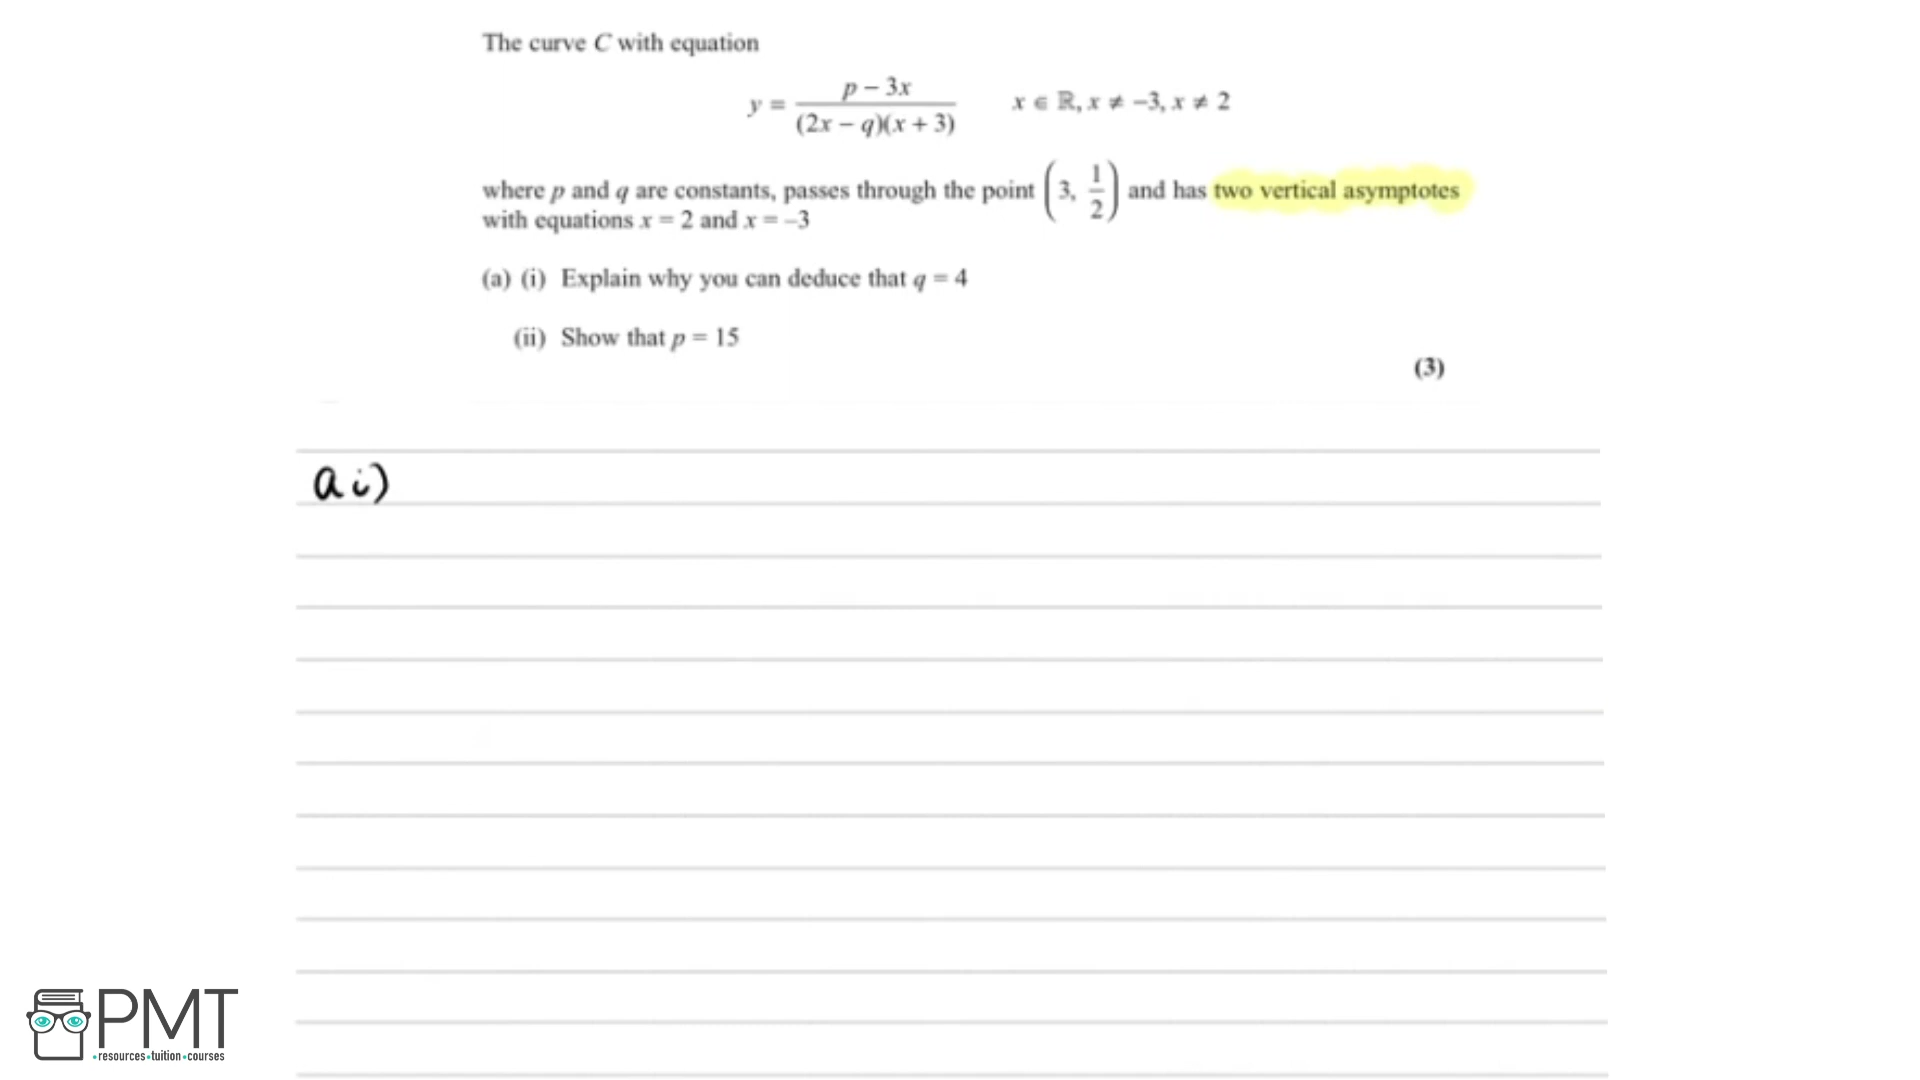 The curve C with equation
y = p − 3x / (2x − q)(x + 3)    x ∈ ℝ, x ≠ −3, x ≠ 2
where p and q are constants, passes through the point (3, 1/2) and has two vertical asymptotes
with equations x = 2 and x = −3
(a) (i) Explain why you can deduce that q = 4
(ii) Show that p = 15
(3)
a i)
PMT
•resources•tuition•courses